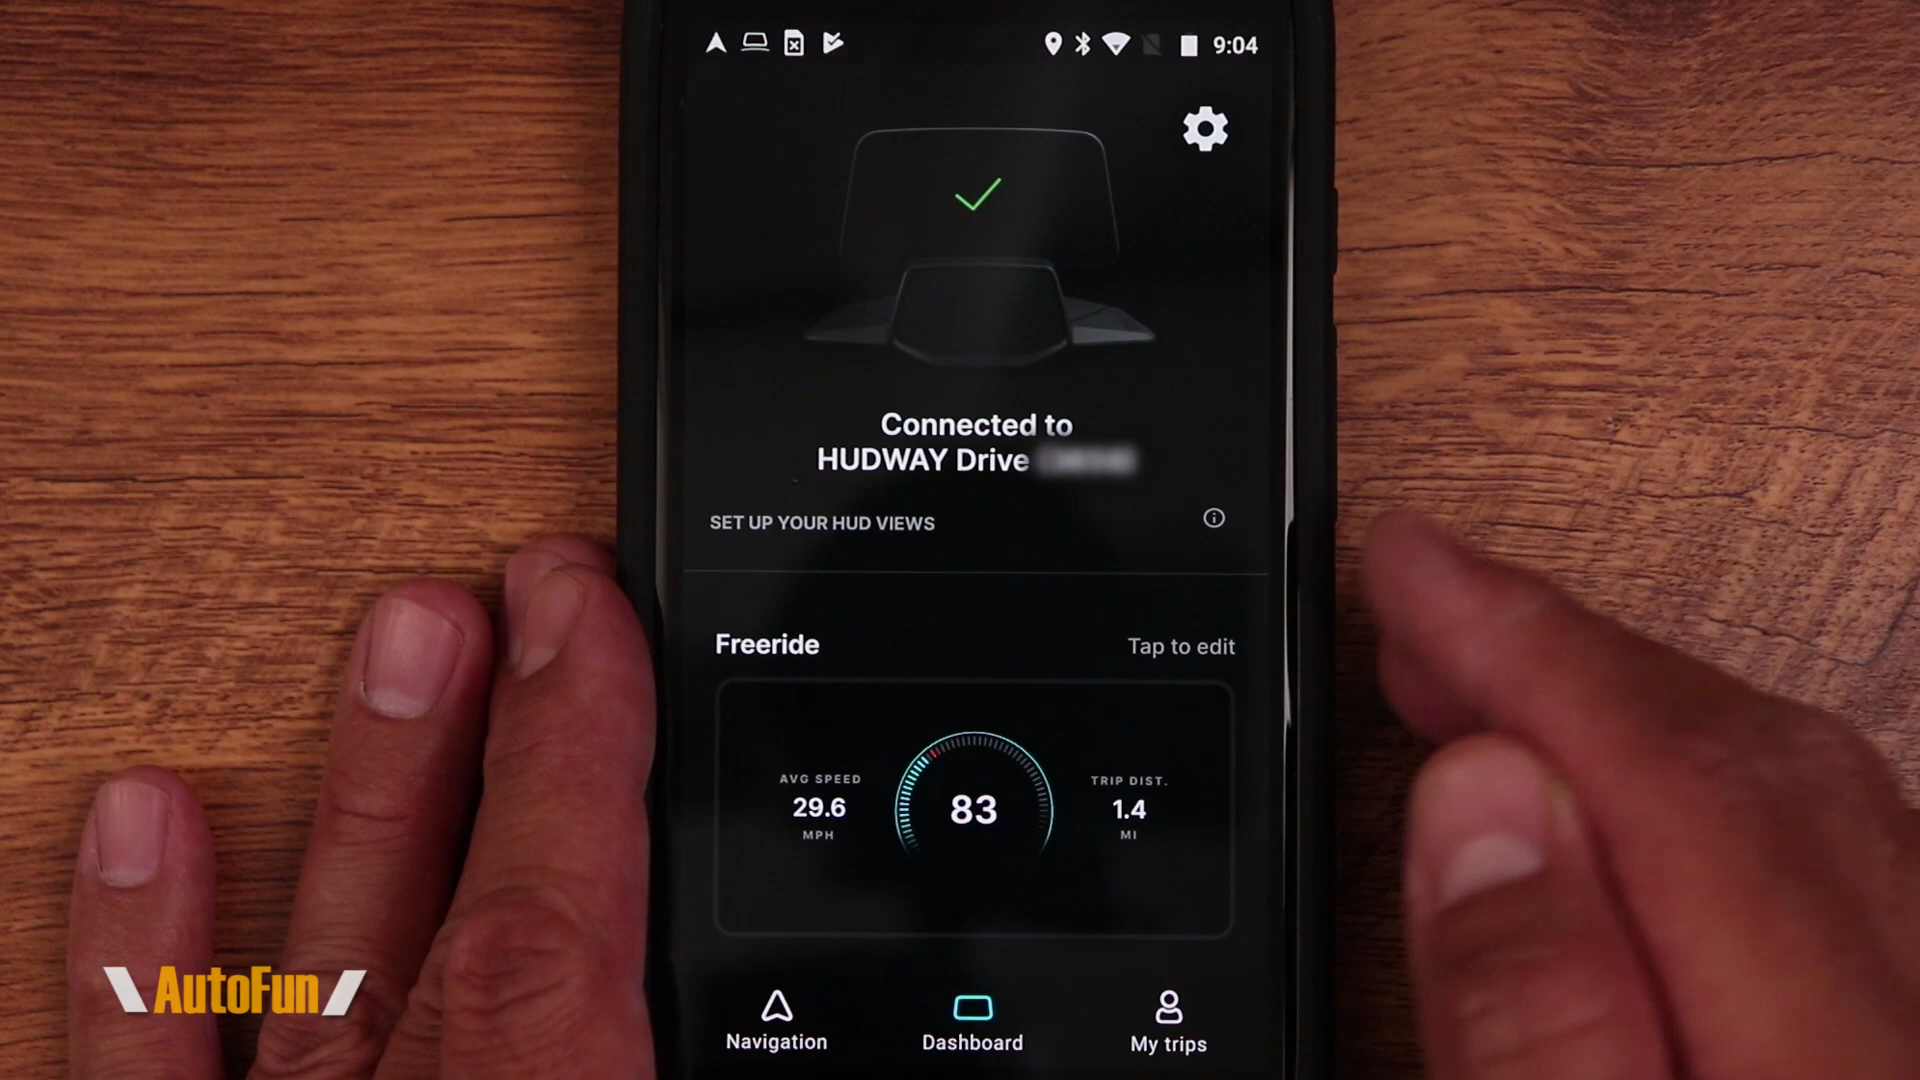 9:04
Connected to
HUDWAY Drive
SET UP YOUR HUD VIEWS
Freeride
Tap to edit
AVG SPEED
29.6
MPH
83
TRIP DIST.
1.4
MI
Navigation
Dashboard
My trips
AutoFun